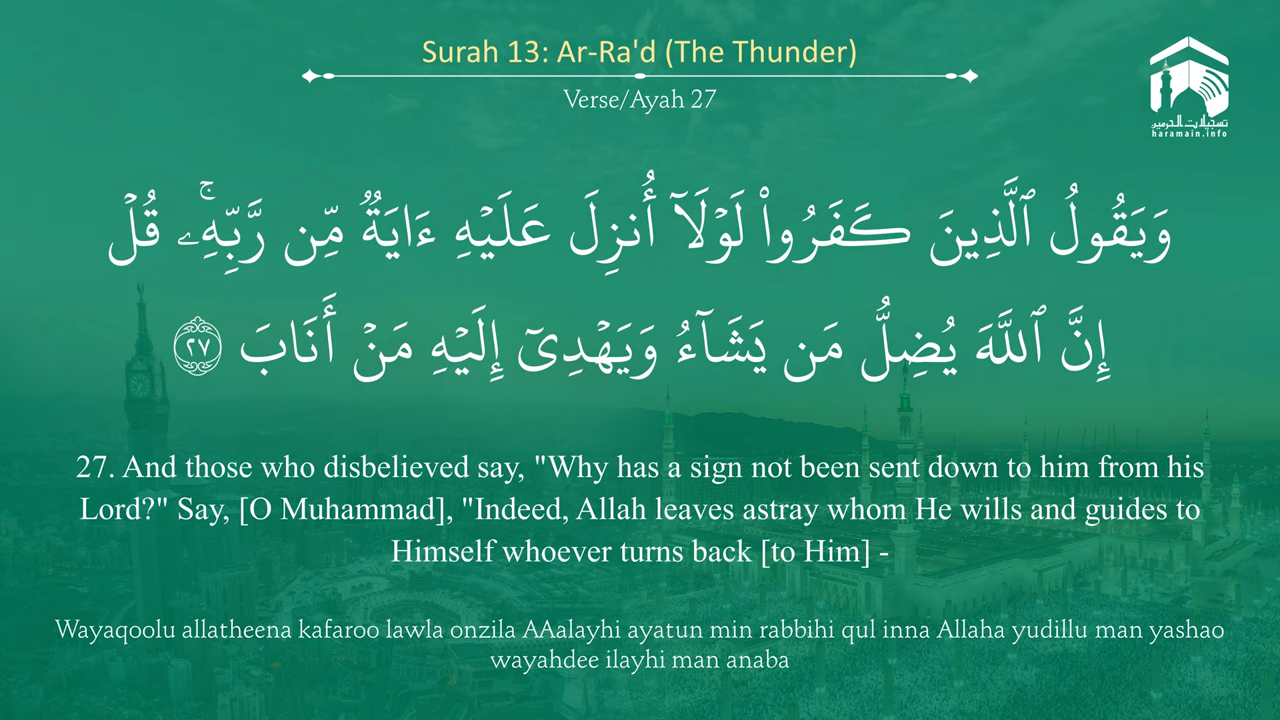 Surah 13: Ar-Ra'd (The Thunder)
Verse/Ayah 27
تسجيلات الحرمين
haramain.info
وَيَقُولُ ٱلَّذِينَ كَفَرُوا۟ لَوْلَآ أُنزِلَ عَلَيْهِ ءَايَةٌ مِّن رَّبِّهِۦ ۗ قُلْ
إِنَّ ٱللَّهَ يُضِلُّ مَن يَشَآءُ وَيَهْدِىٓ إِلَيْهِ مَنْ أَنَابَ ٢٧
27. And those who disbelieved say, "Why has a sign not been sent down to him from his
Lord?" Say, [O Muhammad], "Indeed, Allah leaves astray whom He wills and guides to
Himself whoever turns back [to Him] -
Wayaqoolu allatheena kafaroo lawla onzila AAalayhi ayatun min rabbihi qul inna Allaha yudillu man yashao
wayahdee ilayhi man anaba